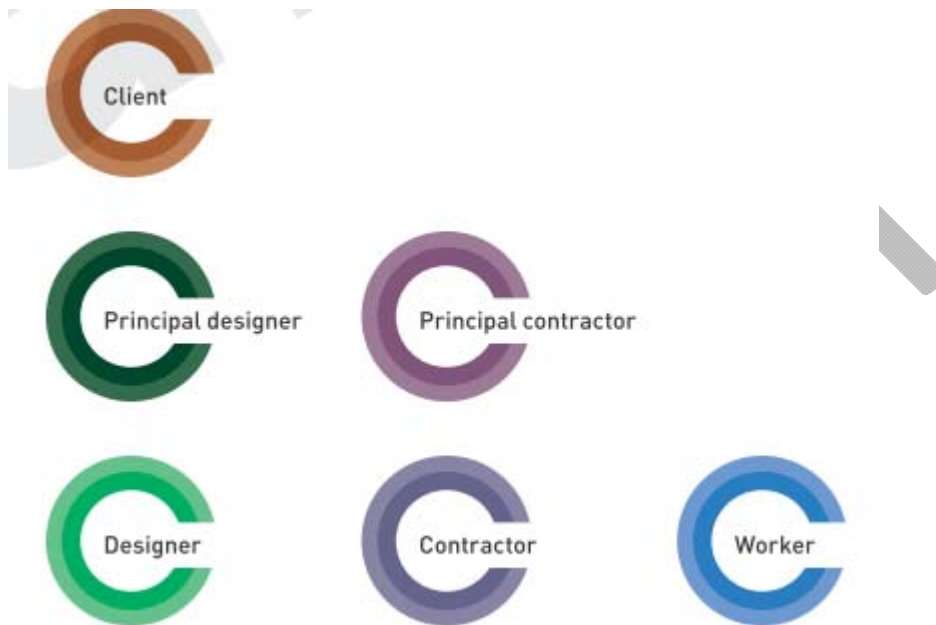 Client
Principal designer
Principal contractor
Designer
Contractor
Worker